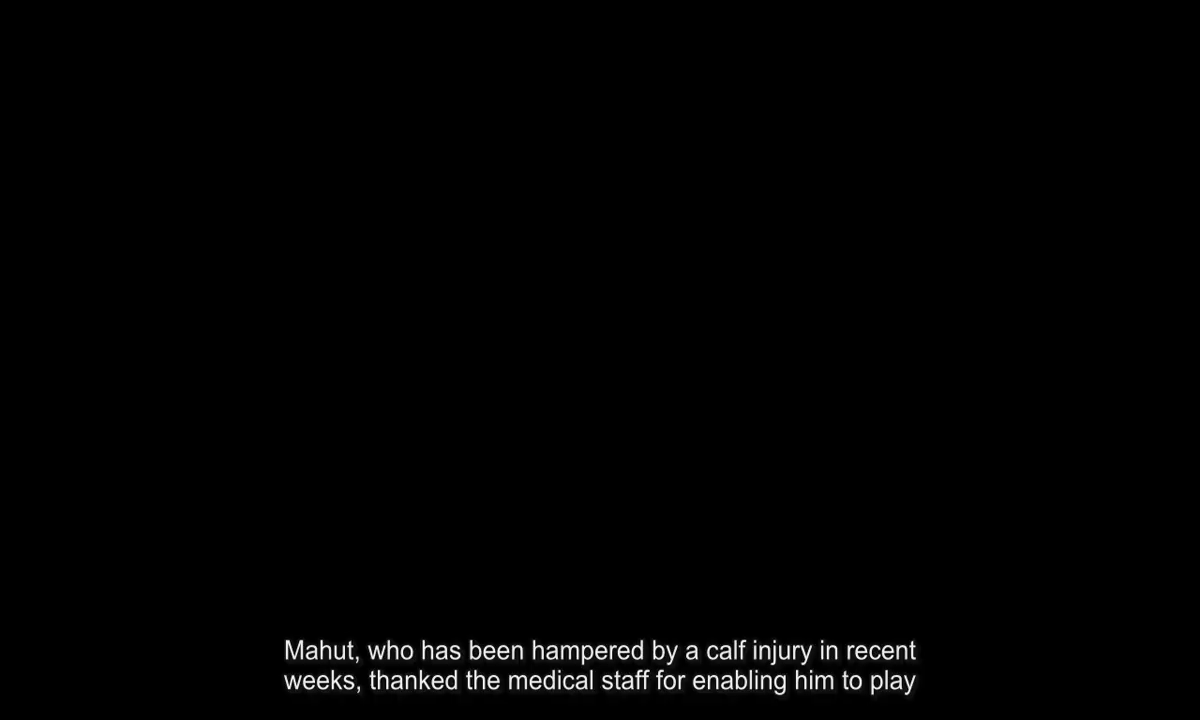 Mahut, who has been hampered by a calf injury in recent
weeks, thanked the medical staff for enabling him to play